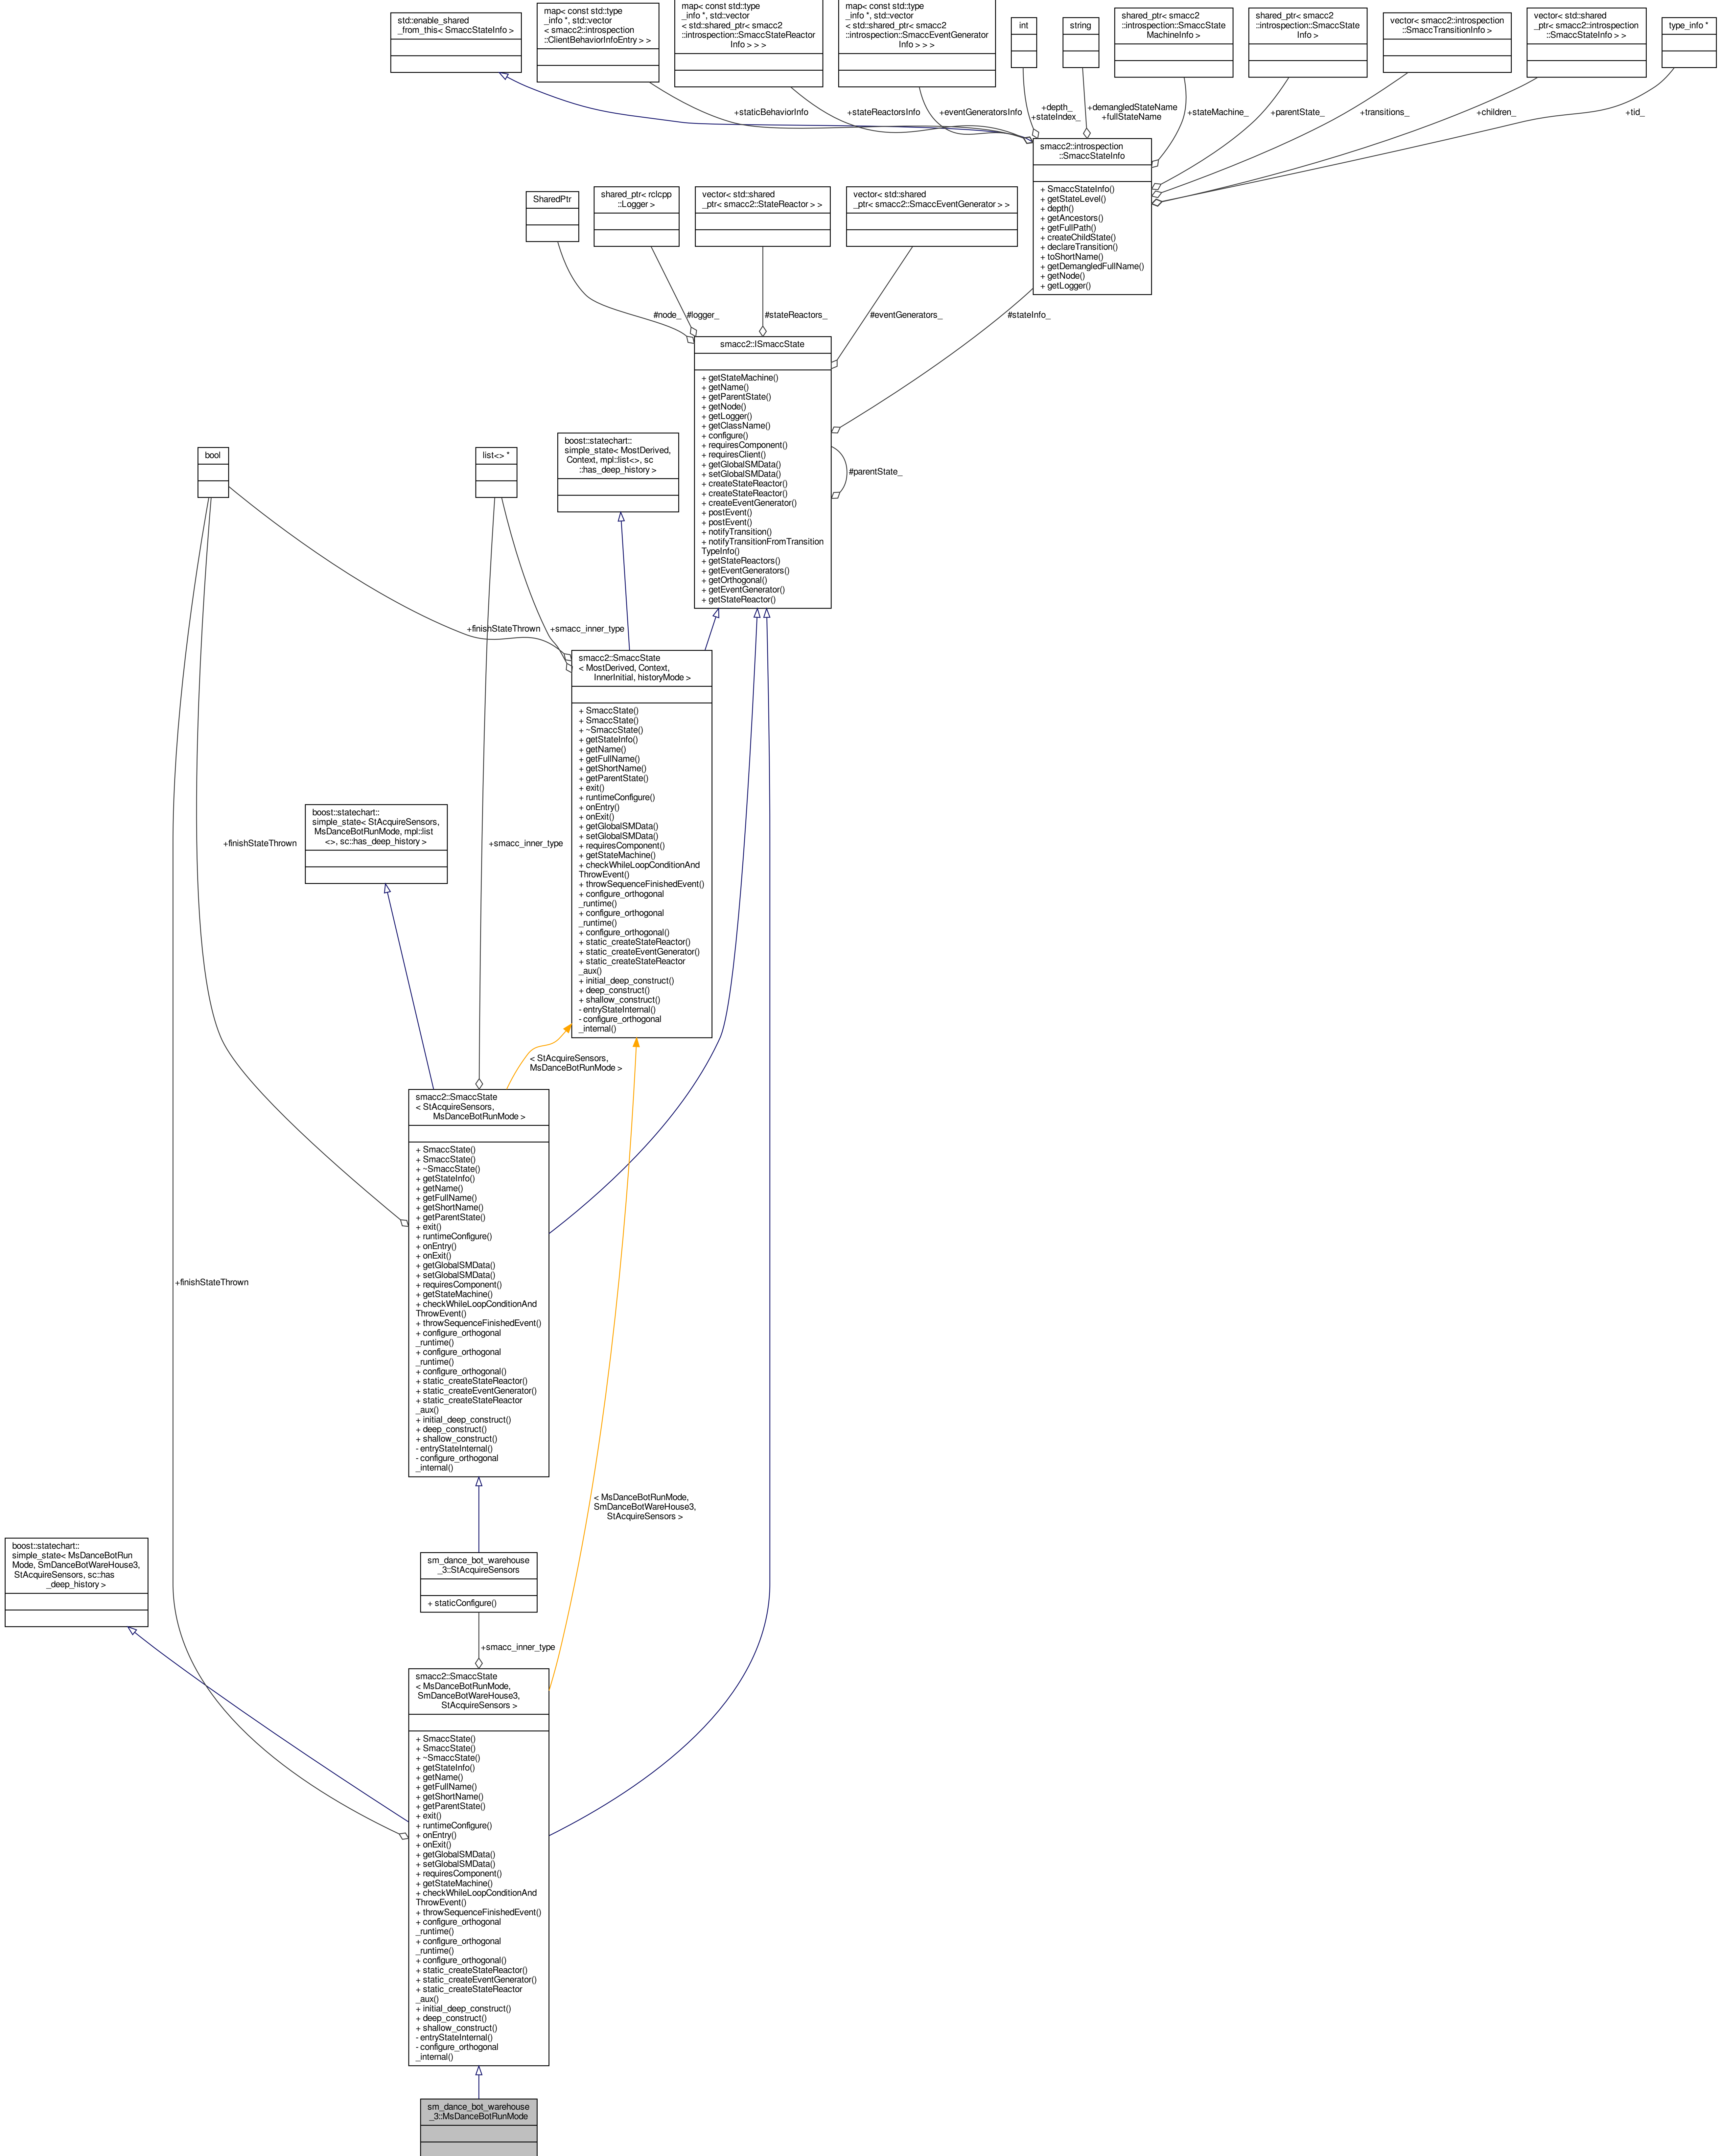 std::enable_shared
_from_this< SmaccStateInfo >
map< const std::type
_info *, std::vector
< smacc2::introspection
::ClientBehaviorInfoEntry > >
map< const std::type
_info *, std::vector
< std::shared_ptr< smacc2
::introspection::SmaccStateReactor
Info > > >
map< const std::type
_info *, std::vector
< std::shared_ptr< smacc2
::introspection::SmaccEventGenerator
Info > > >
int
string
shared_ptr< smacc2
::introspection::SmaccState
MachineInfo >
shared_ptr< smacc2
::introspection::SmaccState
Info >
vector< smacc2::introspection
::SmaccTransitionInfo >
vector< std::shared
_ptr< smacc2::introspection
::SmaccStateInfo > >
type_info *
+staticBehaviorInfo
+stateReactorsInfo
+eventGeneratorsInfo
+depth_
+stateIndex_
+demangledStateName
+fullStateName
+stateMachine_
+parentState_
+transitions_
+children_
+tid_
smacc2::introspection
::SmaccStateInfo
+ SmaccStateInfo()
+ getStateLevel()
+ depth()
+ getAncestors()
+ getFullPath()
+ createChildState()
+ declareTransition()
+ toShortName()
+ getDemangledFullName()
+ getNode()
+ getLogger()
SharedPtr
shared_ptr< rclcpp
::Logger >
vector< std::shared
_ptr< smacc2::StateReactor > >
vector< std::shared
_ptr< smacc2::SmaccEventGenerator > >
#node_
#logger_
#stateReactors_
#eventGenerators_
#stateInfo_
smacc2::ISmaccState
+ getStateMachine()
+ getName()
+ getParentState()
+ getNode()
+ getLogger()
+ getClassName()
+ configure()
+ requiresComponent()
+ requiresClient()
+ getGlobalSMData()
+ setGlobalSMData()
+ createStateReactor()
+ createStateReactor()
+ createEventGenerator()
+ postEvent()
+ postEvent()
+ notifyTransition()
+ notifyTransitionFromTransition
TypeInfo()
+ getStateReactors()
+ getEventGenerators()
+ getOrthogonal()
+ getEventGenerator()
+ getStateReactor()
#parentState_
bool
list<> *
boost::statechart::
simple_state< MostDerived,
Context, mpl::list<>, sc
::has_deep_history >
+finishStateThrown
+smacc_inner_type
smacc2::SmaccState
< MostDerived, Context,
InnerInitial, historyMode >
+ SmaccState()
+ SmaccState()
+ ~SmaccState()
+ getStateInfo()
+ getName()
+ getFullName()
+ getShortName()
+ getParentState()
+ exit()
+ runtimeConfigure()
+ onEntry()
+ onExit()
+ getGlobalSMData()
+ setGlobalSMData()
+ requiresComponent()
+ getStateMachine()
+ checkWhileLoopConditionAnd
ThrowEvent()
+ throwSequenceFinishedEvent()
+ configure_orthogonal
_runtime()
+ configure_orthogonal
_runtime()
+ configure_orthogonal()
+ static_createStateReactor()
+ static_createEventGenerator()
+ static_createStateReactor
_aux()
+ initial_deep_construct()
+ deep_construct()
+ shallow_construct()
- entryStateInternal()
- configure_orthogonal
_internal()
boost::statechart::
simple_state< StAcquireSensors,
MsDanceBotRunMode, mpl::list
<>, sc::has_deep_history >
+finishStateThrown
+smacc_inner_type
< StAcquireSensors,
MsDanceBotRunMode >
smacc2::SmaccState
< StAcquireSensors,
MsDanceBotRunMode >
+ SmaccState()
+ SmaccState()
+ ~SmaccState()
+ getStateInfo()
+ getName()
+ getFullName()
+ getShortName()
+ getParentState()
+ exit()
+ runtimeConfigure()
+ onEntry()
+ onExit()
+ getGlobalSMData()
+ setGlobalSMData()
+ requiresComponent()
+ getStateMachine()
+ checkWhileLoopConditionAnd
ThrowEvent()
+ throwSequenceFinishedEvent()
+ configure_orthogonal
_runtime()
+ configure_orthogonal
_runtime()
+ configure_orthogonal()
+ static_createStateReactor()
+ static_createEventGenerator()
+ static_createStateReactor
_aux()
+ initial_deep_construct()
+ deep_construct()
+ shallow_construct()
- entryStateInternal()
- configure_orthogonal
_internal()
+finishStateThrown
< MsDanceBotRunMode,
SmDanceBotWareHouse3,
StAcquireSensors >
boost::statechart::
simple_state< MsDanceBotRun
Mode, SmDanceBotWareHouse3,
StAcquireSensors, sc::has
_deep_history >
sm_dance_bot_warehouse
_3::StAcquireSensors
+ staticConfigure()
+smacc_inner_type
smacc2::SmaccState
< MsDanceBotRunMode,
SmDanceBotWareHouse3,
StAcquireSensors >
+ SmaccState()
+ SmaccState()
+ ~SmaccState()
+ getStateInfo()
+ getName()
+ getFullName()
+ getShortName()
+ getParentState()
+ exit()
+ runtimeConfigure()
+ onEntry()
+ onExit()
+ getGlobalSMData()
+ setGlobalSMData()
+ requiresComponent()
+ getStateMachine()
+ checkWhileLoopConditionAnd
ThrowEvent()
+ throwSequenceFinishedEvent()
+ configure_orthogonal
_runtime()
+ configure_orthogonal
_runtime()
+ configure_orthogonal()
+ static_createStateReactor()
+ static_createEventGenerator()
+ static_createStateReactor
_aux()
+ initial_deep_construct()
+ deep_construct()
+ shallow_construct()
- entryStateInternal()
- configure_orthogonal
_internal()
sm_dance_bot_warehouse
_3::MsDanceBotRunMode